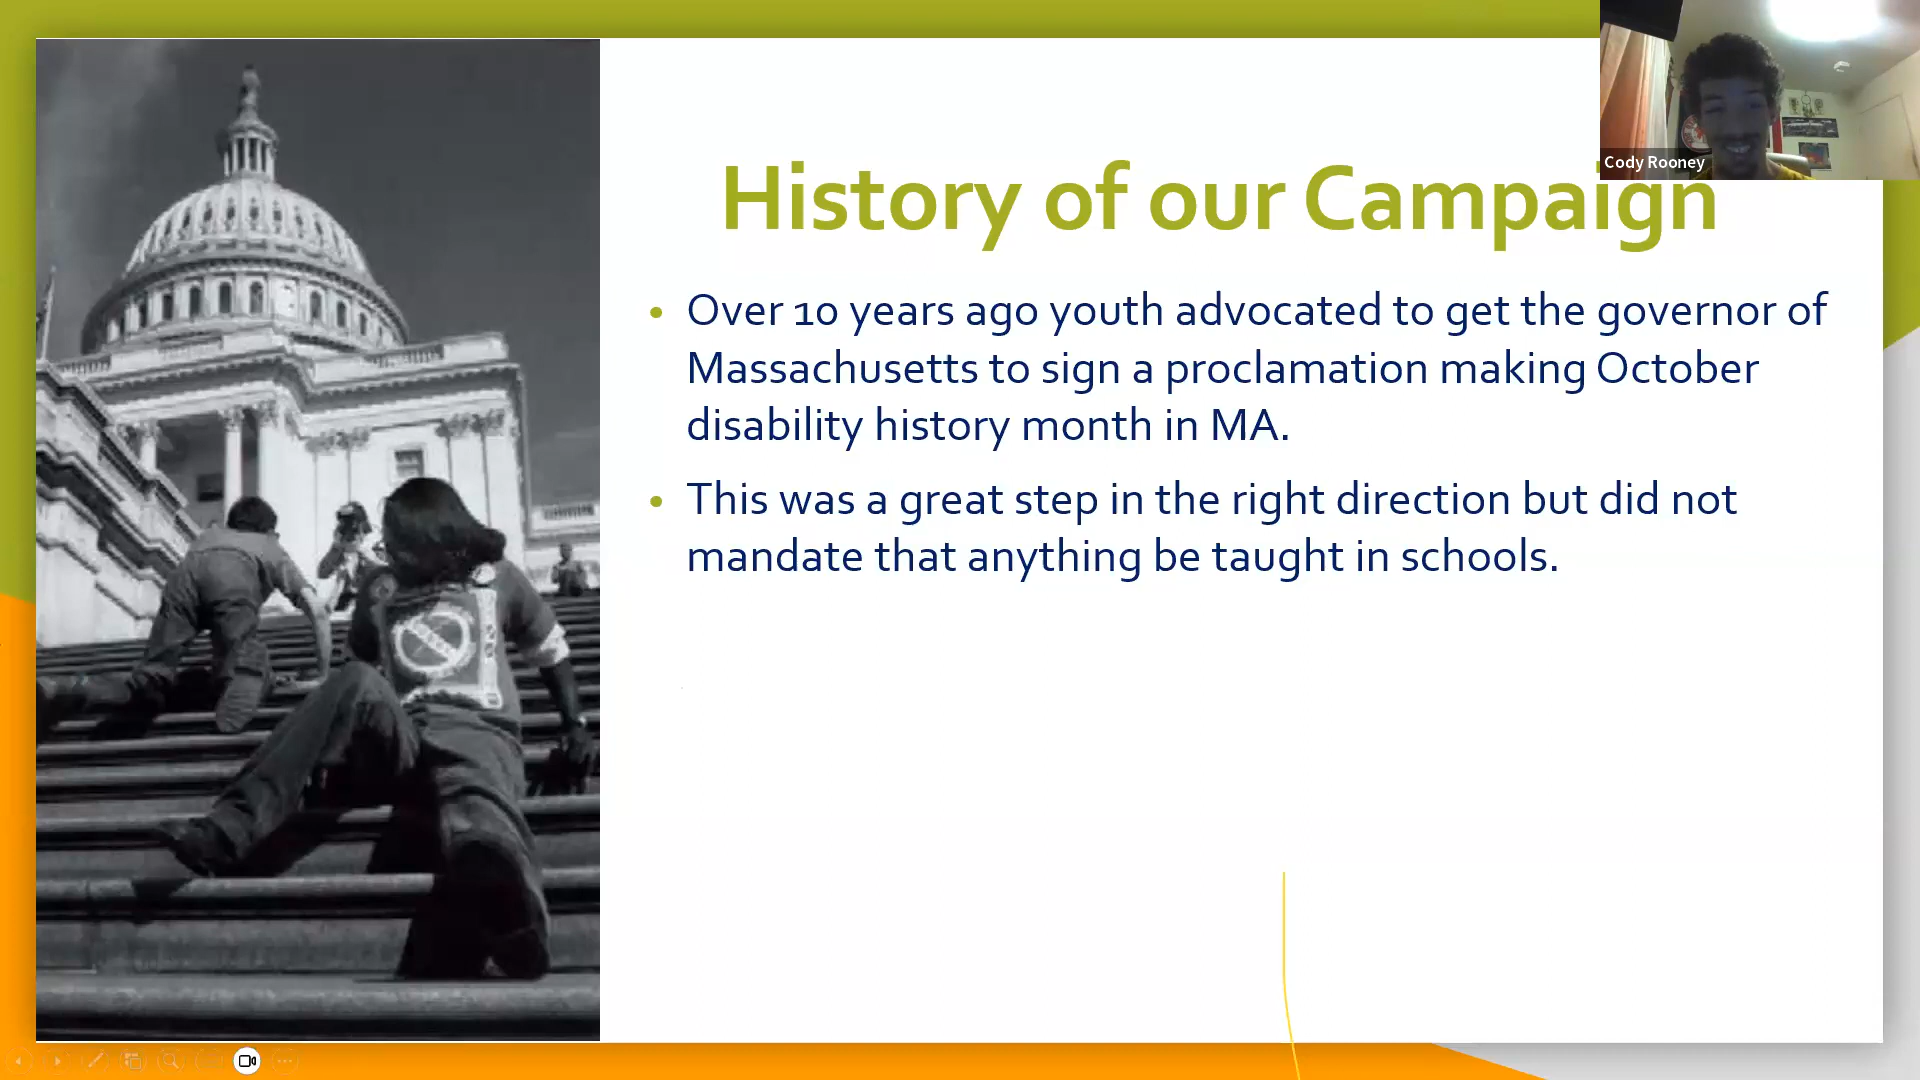 Cody Rooney
History of our Campaign
• Over 10 years ago youth advocated to get the governor of
Massachusetts to sign a proclamation making October
disability history month in MA.
• This was a great step in the right direction but did not
mandate that anything be taught in schools.